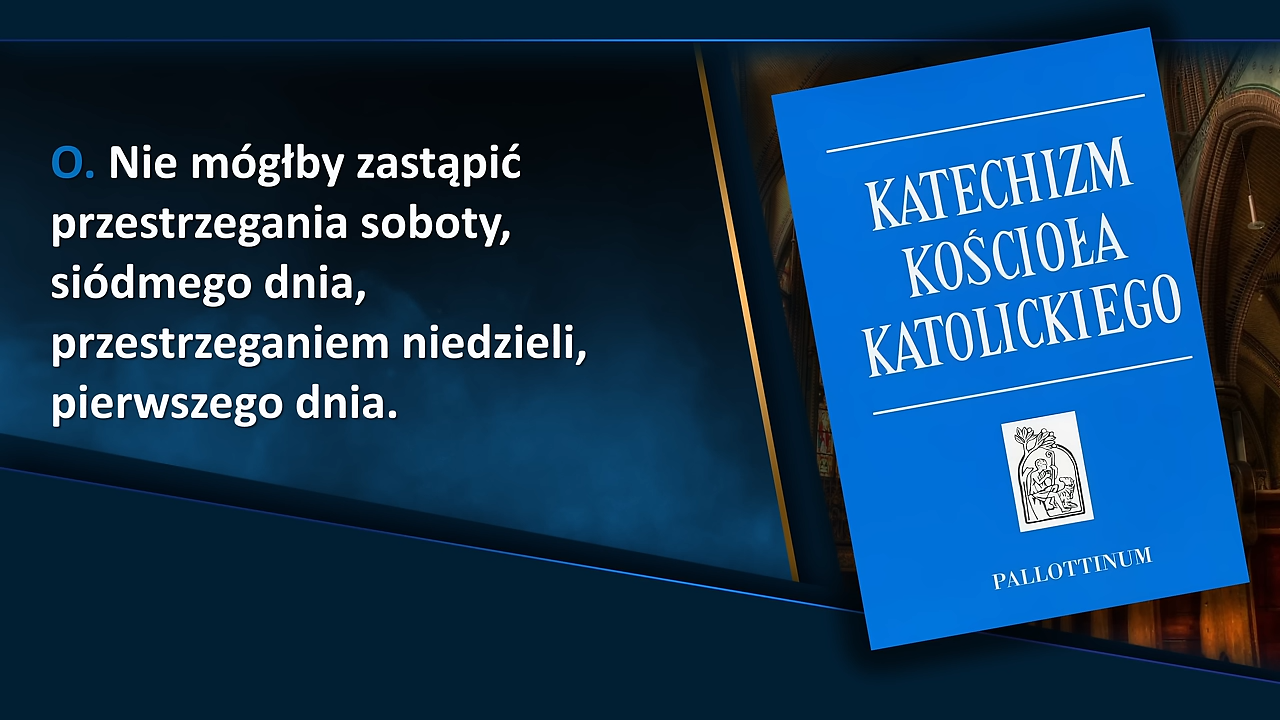 O. Nie mógłby zastąpić
przestrzegania soboty,
siódmego dnia,
przestrzeganiem niedzieli,
pierwszego dnia.
KATECHIZM
KOŚCIOŁA
KATOLICKIEGO
PALLOTTINUM